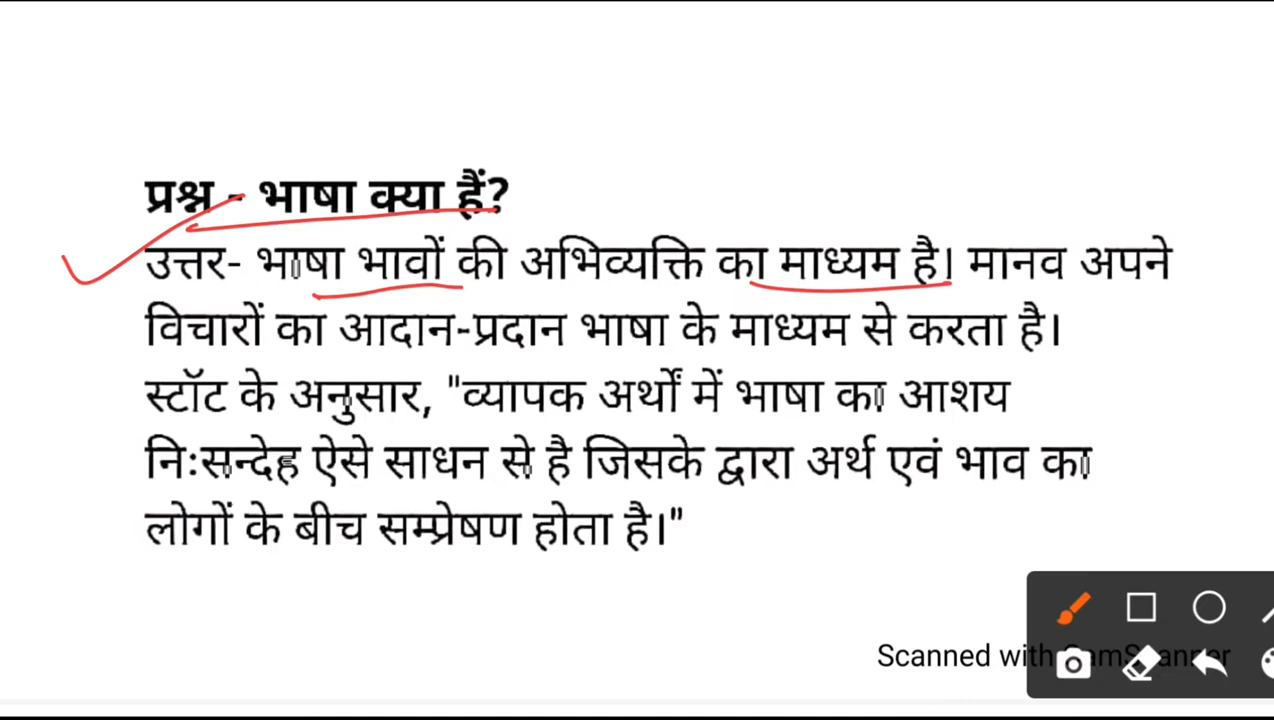 प्रश्न - भाषा क्या हैं?
उत्तर- भाषा भावों की अभिव्यक्ति का माध्यम है। मानव अपने
विचारों का आदान-प्रदान भाषा के माध्यम से करता है।
स्टॉट के अनुसार, "व्यापक अर्थों में भाषा का आशय
निःसन्देह ऐसे साधन से है जिसके द्वारा अर्थ एवं भाव का
लोगों के बीच सम्प्रेषण होता है।"
Scanned with CamScanner